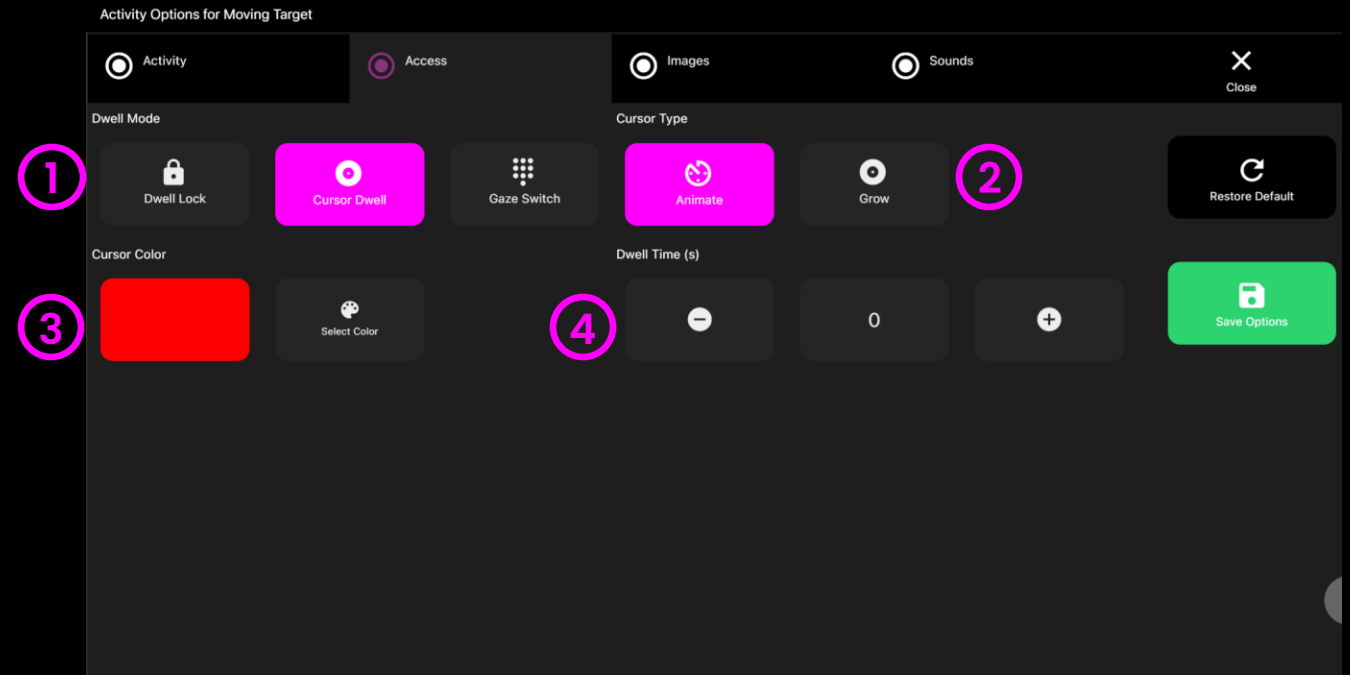 Activity Options for Moving Target
Activity
Access
Images
Sounds
Close
Dwell Mode
Cursor Type
1
Dwell Lock
Cursor Dwell
Gaze Switch
Animate
Grow
2
Restore Default
Cursor Color
Dwell Time (s)
3
Select Color
4
0
Save Options